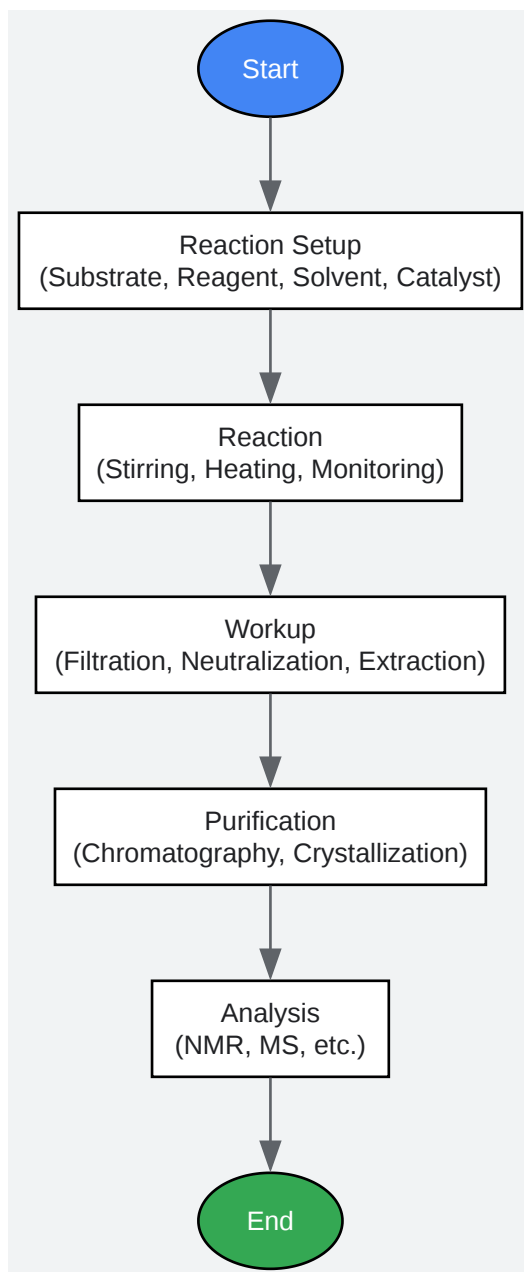 Start
Reaction Setup
(Substrate, Reagent, Solvent, Catalyst)
Reaction
(Stirring, Heating, Monitoring)
Workup
(Filtration, Neutralization, Extraction)
Purification
(Chromatography, Crystallization)
Analysis
(NMR, MS, etc.)
End